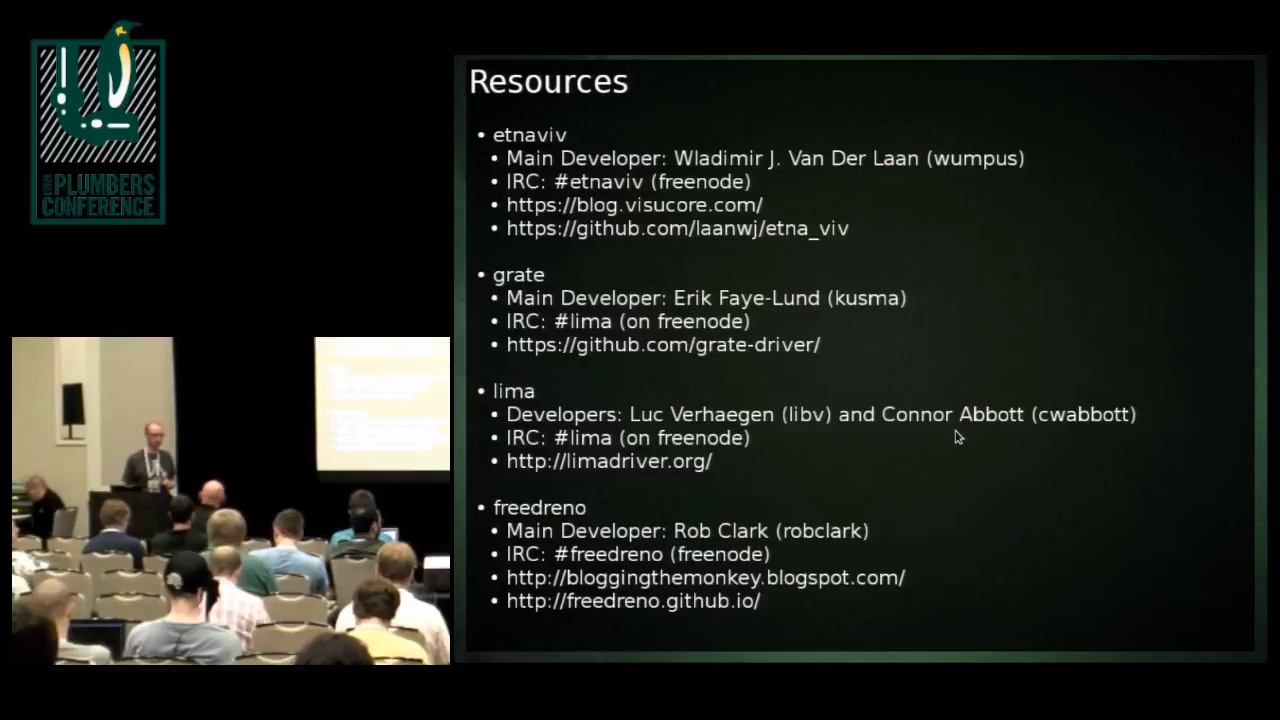 LINUX PLUMBERS
CONFERENCE
Resources
• etnaviv
• Main Developer: Wladimir J. Van Der Laan (wumpus)
• IRC: #etnaviv (freenode)
• https://blog.visucore.com/
• https://github.com/laanwj/etna_viv
• grate
• Main Developer: Erik Faye-Lund (kusma)
• IRC: #lima (on freenode)
• https://github.com/grate-driver/
• lima
• Developers: Luc Verhaegen (libv) and Connor Abbott (cwabbott)
• IRC: #lima (on freenode)
• http://limadriver.org/
• freedreno
• Main Developer: Rob Clark (robclark)
• IRC: #freedreno (freenode)
• http://bloggingthemonkey.blogspot.com/
• http://freedreno.github.io/